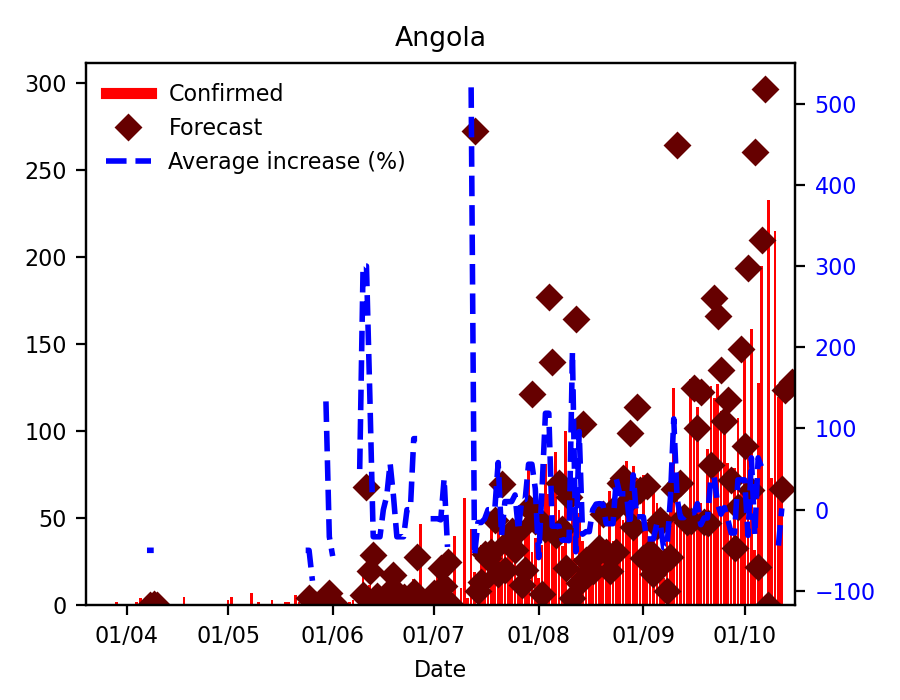 Angola
Confirmed
Forecast
Average increase (%)
300
250
200
150
100
50
0
500
400
300
200
100
0
−100
01/04 01/05 01/06 01/07 01/08 01/09 01/10
Date